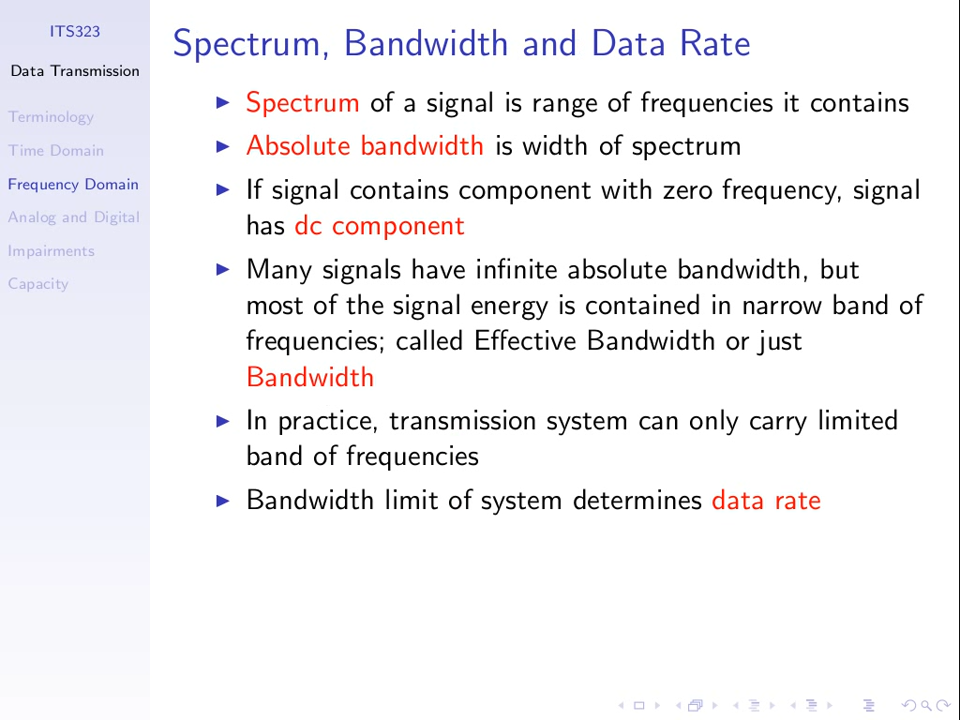 ITS323
Data Transmission
Terminology
Time Domain
Frequency Domain
Analog and Digital
Impairments
Capacity
Spectrum, Bandwidth and Data Rate
Spectrum of a signal is range of frequencies it contains
Absolute bandwidth is width of spectrum
If signal contains component with zero frequency, signal
has dc component
Many signals have infinite absolute bandwidth, but
most of the signal energy is contained in narrow band of
frequencies; called Effective Bandwidth or just
Bandwidth
In practice, transmission system can only carry limited
band of frequencies
Bandwidth limit of system determines data rate